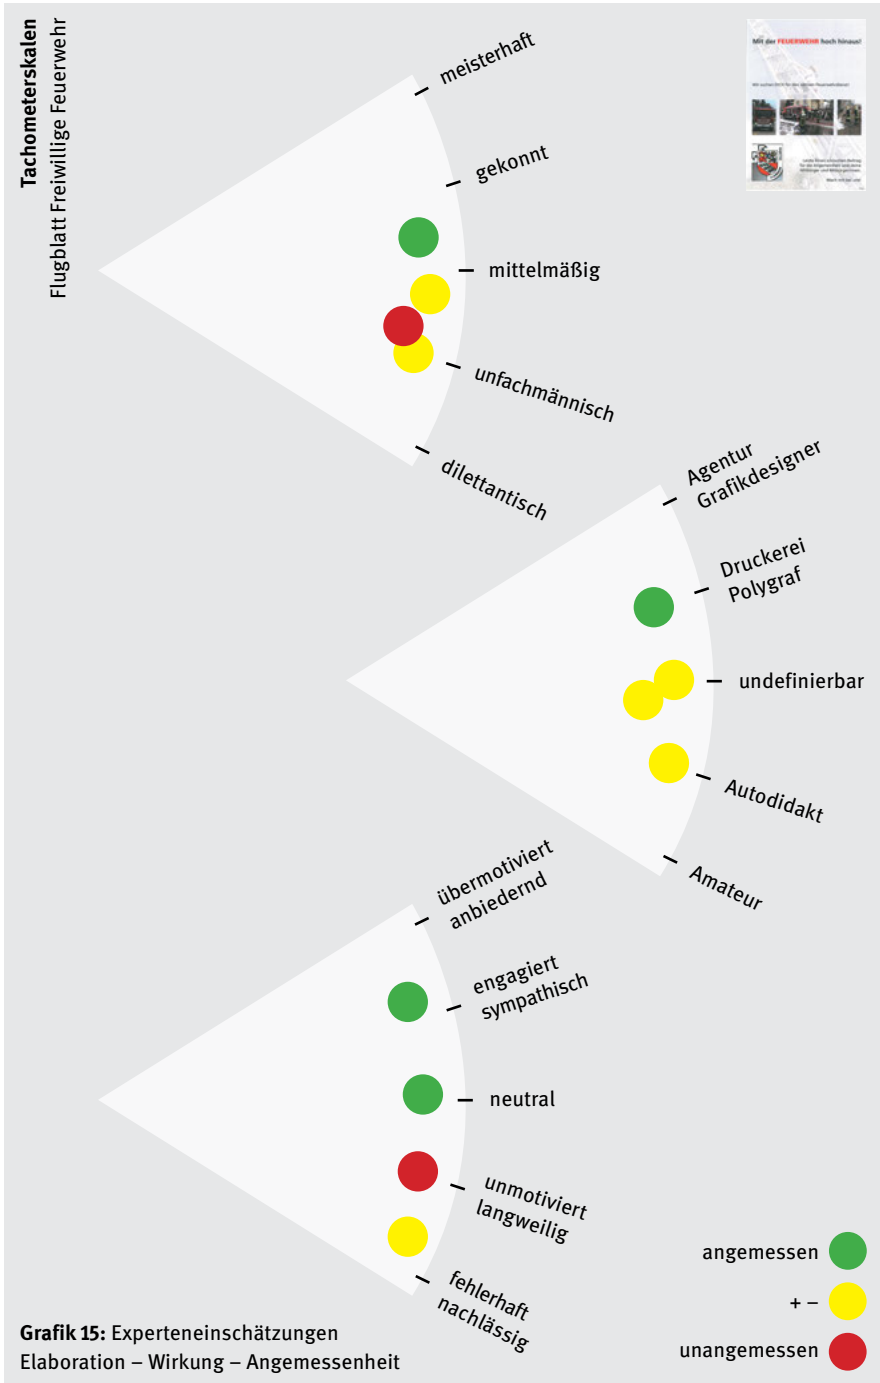 Tachometerskalen
Flugblatt Freiwillige Feuerwehr
Mit der FEUERWEHR hoch hinaus!
meisterhaft
gekonnt
mittelmäßig
unfachmännisch
dilettantisch
Agentur
Grafikdesigner
Druckerei
Polygraf
undefinierbar
Autodidakt
Amateur
übermotiviert
anbiedernd
engagiert
sympathisch
neutral
unmotiviert
langweilig
fehlerhaft
nachlässig
angemessen
+ –
unangemessen
Grafik 15: Experteneinschätzungen
Elaboration – Wirkung – Angemessenheit